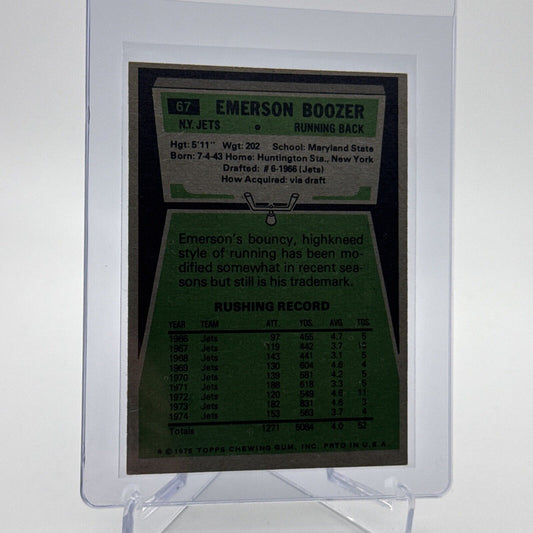 67 EMERSON BOOZER
N.Y. JETS • RUNNING BACK
Hgt: 5'11" Wgt: 202 School: Maryland State
Born: 7-4-43 Home: Huntington Sta., New York
Drafted: #6-1966 (Jets)
How Acquired: via draft
Emerson's bouncy, highkneed
style of running has been mo-
dified somewhat in recent sea-
sons but still is his trademark.
RUSHING RECORD
YEAR TEAM ATT. YDS. AVG. TDS.
1966 Jets 97 455 4.7 5
1967 Jets 119 442 3.7
1968 Jets 143 441 3.1 5
1969 Jets 130 604 4.6 4
1970 Jets 139 581 4.2 5
1971 Jets 188 618 3.3
1972 Jets 120 549 4.6 11
1973 Jets 182 831 4.6 3
1974 Jets 153 563 3.7 4
Totals 1271 5084 4.0 52
© 1975 TOPPS CHEWING GUM, INC. PRTD IN U.S.A.